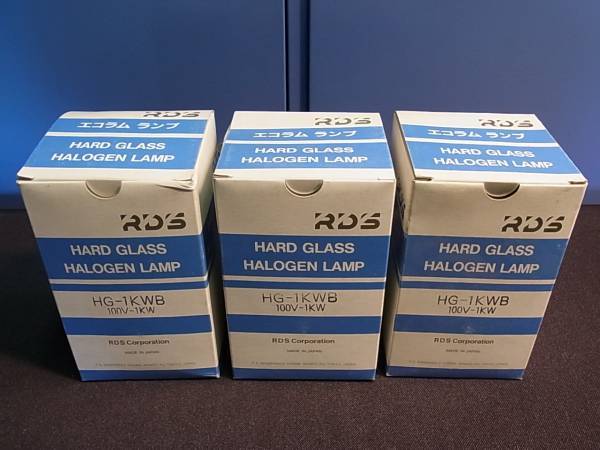 RDS
エコラム ランプ
HARD GLASS
HALOGEN LAMP
RDS
HARD GLASS
HALOGEN LAMP
HG-1KWB
100V-1KW
RDS Corporation
MADE IN JAPAN
RDS
エコラム ランプ
HARD GLASS
HALOGEN LAMP
RDS
HARD GLASS
HALOGEN LAMP
HG-1KWB
100V-1KW
RDS Corporation
MADE IN JAPAN
RDS
エコラム ランプ
HARD GLASS
HALOGEN LAMP
RDS
HARD GLASS
HALOGEN LAMP
HG-1KWB
100V-1KW
RDS Corporation
MADE IN JAPAN